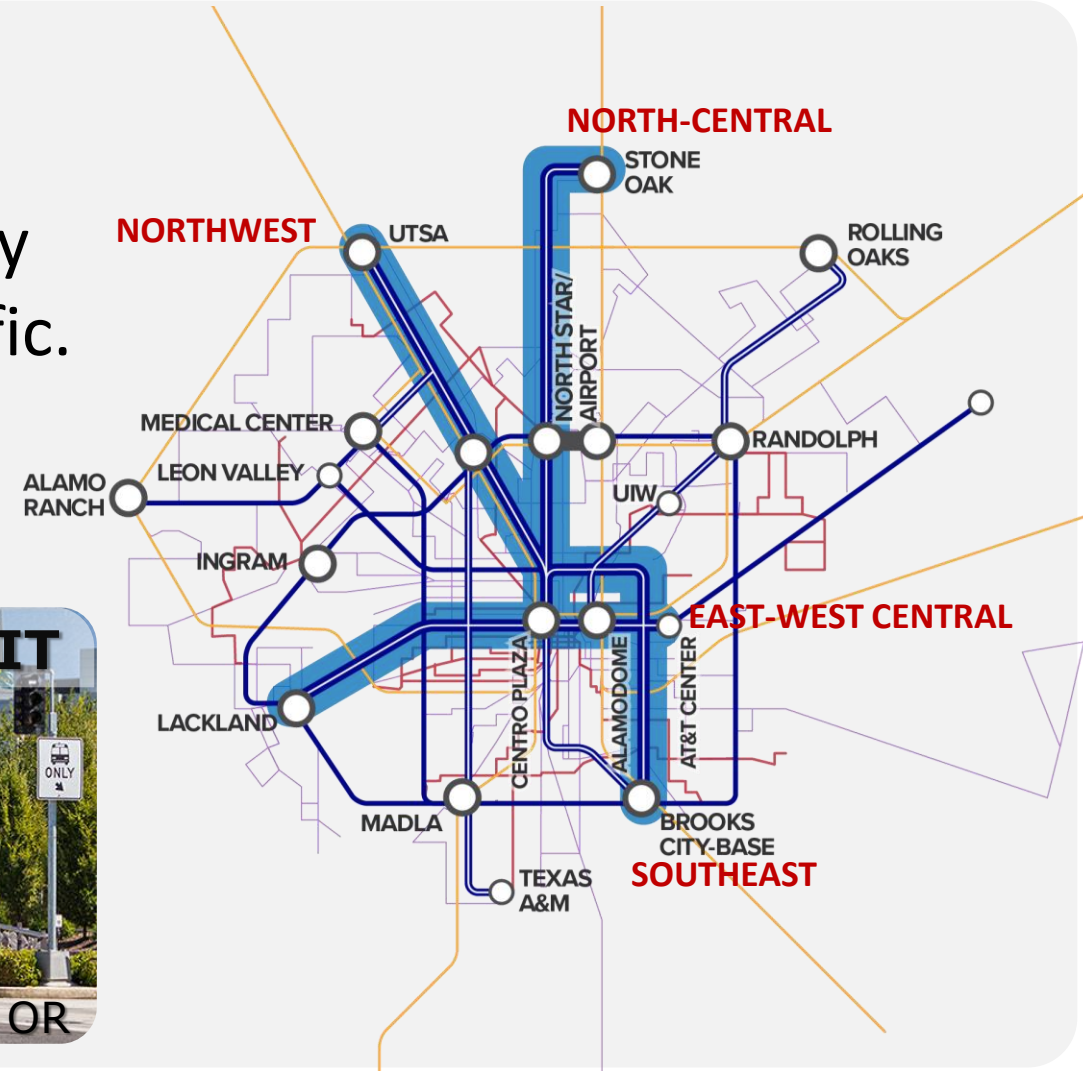 NORTH-CENTRAL
STONE
OAK
NORTHWEST
UTSA
ROLLING
OAKS
y
fic.
NORTH STAR/
AIRPORT
MEDICAL CENTER
RANDOLPH
LEON VALLEY
ALAMO
RANCH
UIW
INGRAM
EAST-WEST CENTRAL
IT
CENTRO PLAZA
ALAMODOME
AT&T CENTER
LACKLAND
ONLY
MADLA
BROOKS
CITY-BASE
SOUTHEAST
TEXAS
A&M
OR